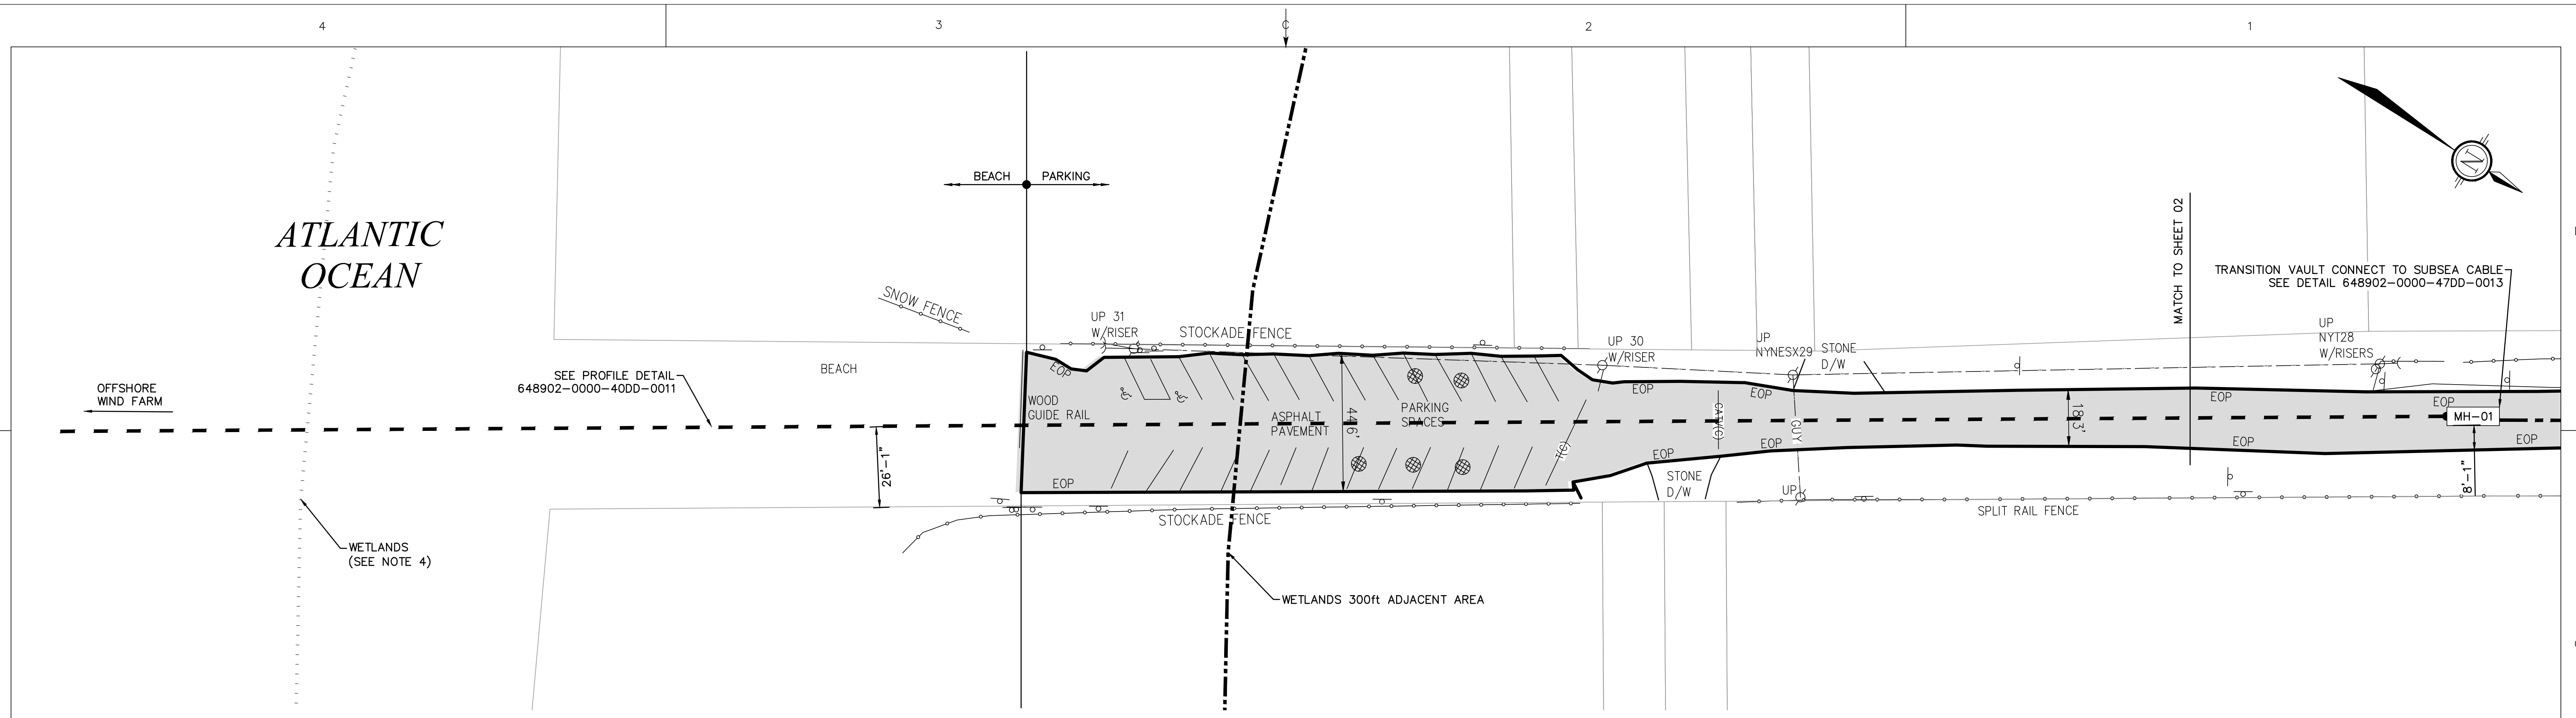 4
3
C
2
1
ATLANTIC
OCEAN
BEACH
PARKING
N
MATCH TO SHEET 02
TRANSITION VAULT CONNECT TO SUBSEA CABLE
SEE DETAIL 648902-0000-47DD-0013
SNOW FENCE
UP 31
W/RISER
STOCKADE FENCE
UP 30
W/RISER
JP
NYNESX29
STONE
D/W
UP
NYT28
W/RISERS
BEACH
SEE PROFILE DETAIL
648902-0000-40DD-0011
OFFSHORE
WIND FARM
EOP
WOOD
GUIDE RAIL
ASPHALT
PAVEMENT
44.6'
PARKING
SPACES
EOP
EOP
GUY
18.3'
EOP
EOP
MH-01
26'-1"
EOP
T(C)
EOP
EOP
EOP
EOP
STONE
D/W
UP
8'-1"
STOCKADE FENCE
SPLIT RAIL FENCE
WETLANDS
(SEE NOTE 4)
WETLANDS 300ft ADJACENT AREA